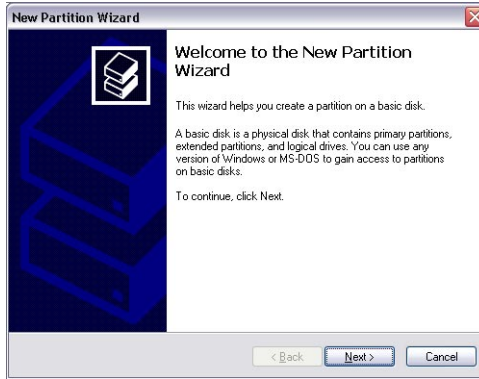 New Partition Wizard
Welcome to the New Partition
Wizard
This wizard helps you create a partition on a basic disk.
A basic disk is a physical disk that contains primary partitions,
extended partitions, and logical drives. You can use any
version of Windows or MS-DOS to gain access to partitions
on basic disks.
To continue, click Next.
< Back
Next >
Cancel